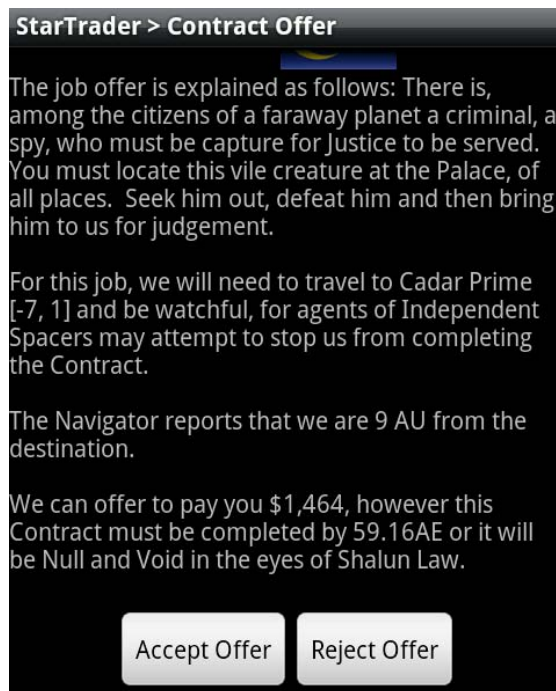 StarTrader > Contract Offer
The job offer is explained as follows: There is,
among the citizens of a faraway planet a criminal, a
spy, who must be capture for Justice to be served.
You must locate this vile creature at the Palace, of
all places.  Seek him out, defeat him and then bring
him to us for judgement.
For this job, we will need to travel to Cadar Prime
[-7, 1] and be watchful, for agents of Independent
Spacers may attempt to stop us from completing
the Contract.
The Navigator reports that we are 9 AU from the
destination.
We can offer to pay you $1,464, however this
Contract must be completed by 59.16AE or it will
be Null and Void in the eyes of Shalun Law.
Accept Offer Reject Offer